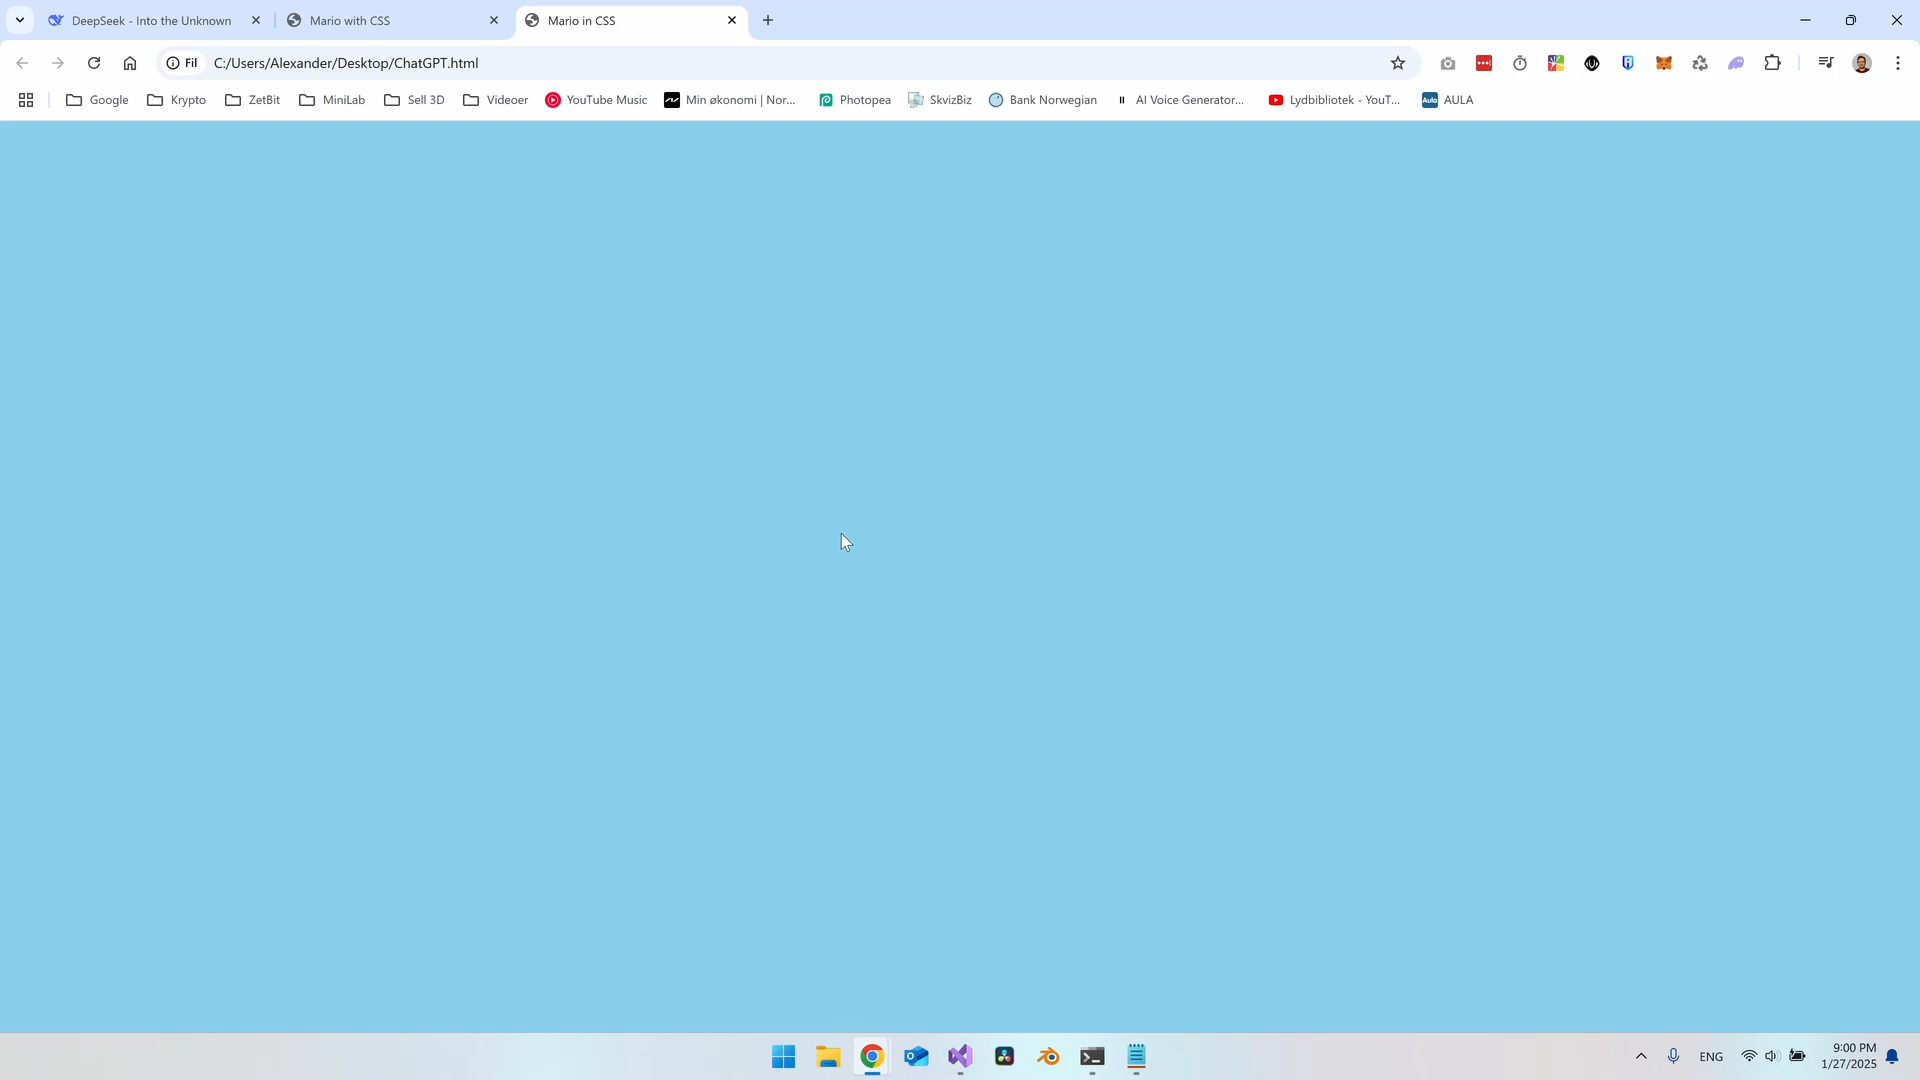 DeepSeek - Into the Unknown
Mario with CSS
Mario in CSS
Fil
C:/Users/Alexander/Desktop/ChatGPT.html
Google
Krypto
ZetBit
MiniLab
Sell 3D
Videoer
YouTube Music
Min økonomi | Nor...
Photopea
SkvizBiz
Bank Norwegian
AI Voice Generator...
Lydbibliotek - YouT...
Aula
AULA
ENG
9:00 PM
1/27/2025